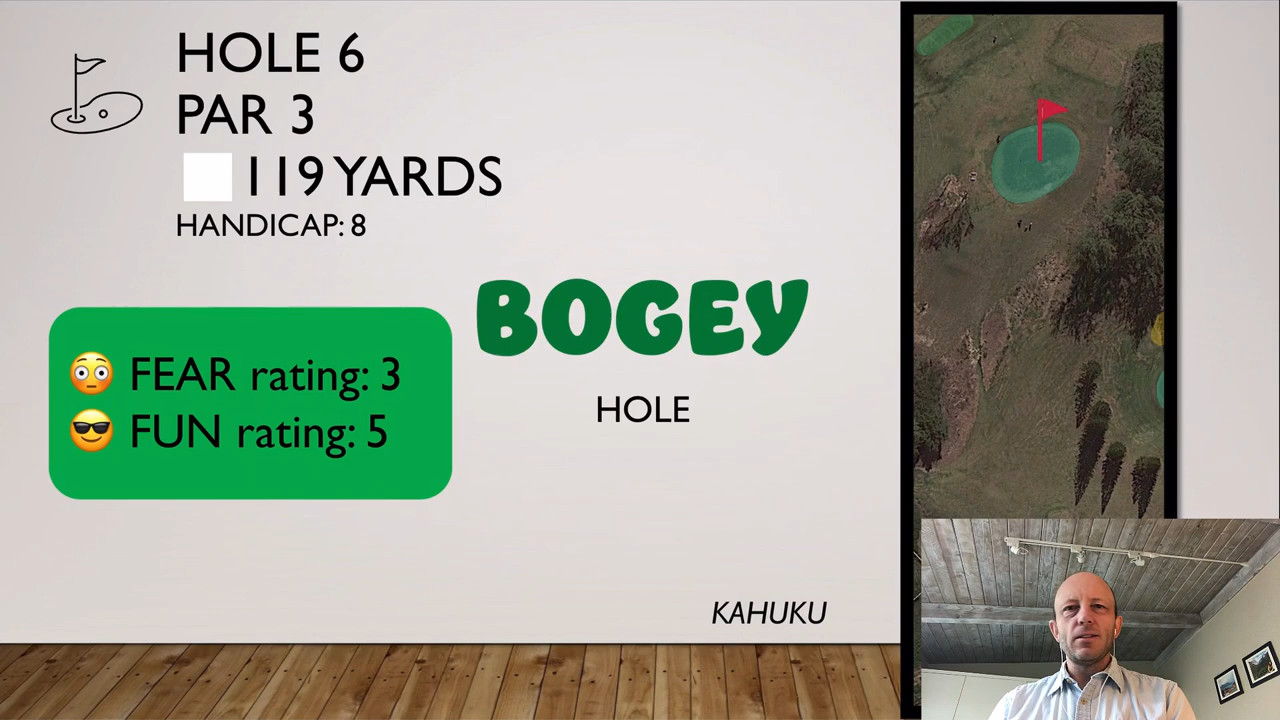 HOLE 6
PAR 3
119 YARDS
HANDICAP: 8
FEAR rating: 3
FUN rating: 5
BOGEY
HOLE
KAHUKU